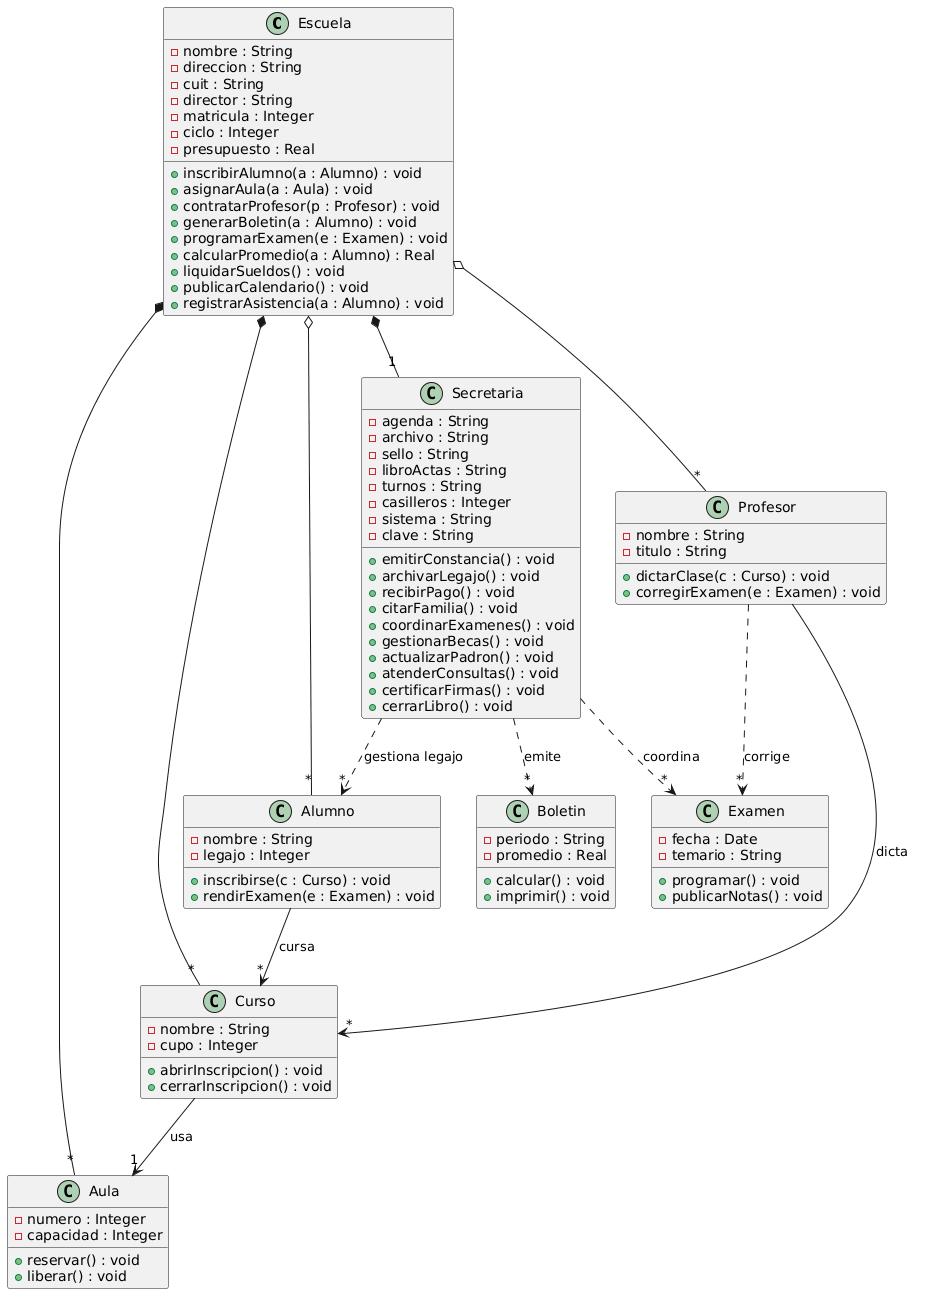 C Escuela
nombre : String
direccion : String
cuit : String
director : String
matricula : Integer
ciclo : Integer
presupuesto : Real
inscribirAlumno(a : Alumno) : void
asignarAula(a : Aula) : void
contratarProfesor(p : Profesor) : void
generarBoletin(a : Alumno) : void
programarExamen(e : Examen) : void
calcularPromedio(a : Alumno) : Real
liquidarSueldos() : void
publicarCalendario() : void
registrarAsistencia(a : Alumno) : void
1
C Secretaria
agenda : String
archivo : String
sello : String
libroActas : String
turnos : String
casilleros : Integer
sistema : String
clave : String
emitirConstancia() : void
archivarLegajo() : void
recibirPago() : void
citarFamilia() : void
coordinarExamenes() : void
gestionarBecas() : void
actualizarPadron() : void
atenderConsultas() : void
certificarFirmas() : void
cerrarLibro() : void
*
C Profesor
nombre : String
titulo : String
dictarClase(c : Curso) : void
corregirExamen(e : Examen) : void
gestiona legajo
emite
coordina
corrige
*
*
*
*
*
C Alumno
nombre : String
legajo : Integer
inscribirse(c : Curso) : void
rendirExamen(e : Examen) : void
C Boletin
periodo : String
promedio : Real
calcular() : void
imprimir() : void
C Examen
fecha : Date
temario : String
programar() : void
publicarNotas() : void
dicta
cursa
*
*
*
C Curso
nombre : String
cupo : Integer
abrirInscripcion() : void
cerrarInscripcion() : void
usa
*
1
C Aula
numero : Integer
capacidad : Integer
reservar() : void
liberar() : void